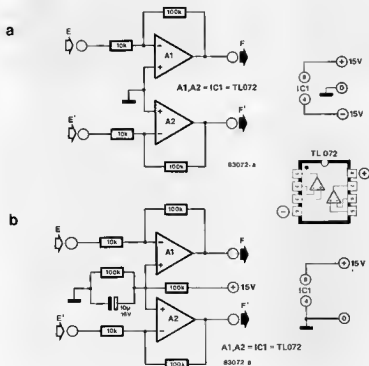 a
100k
E
10k
A1
F
A1,A2 = IC1 = TL072
E'
10k
A2
F'
100k
83072-a
+ 15V
8
IC1
0
4
− 15V
TL 072
+
−
b
100k
E
10k
A1
F
100k
100k
+ 15V
10µ
16V
E'
10k
A2
F'
A1,A2 = IC1 = TL072
100k
83072 a
+ 15V
8
IC1
4
0